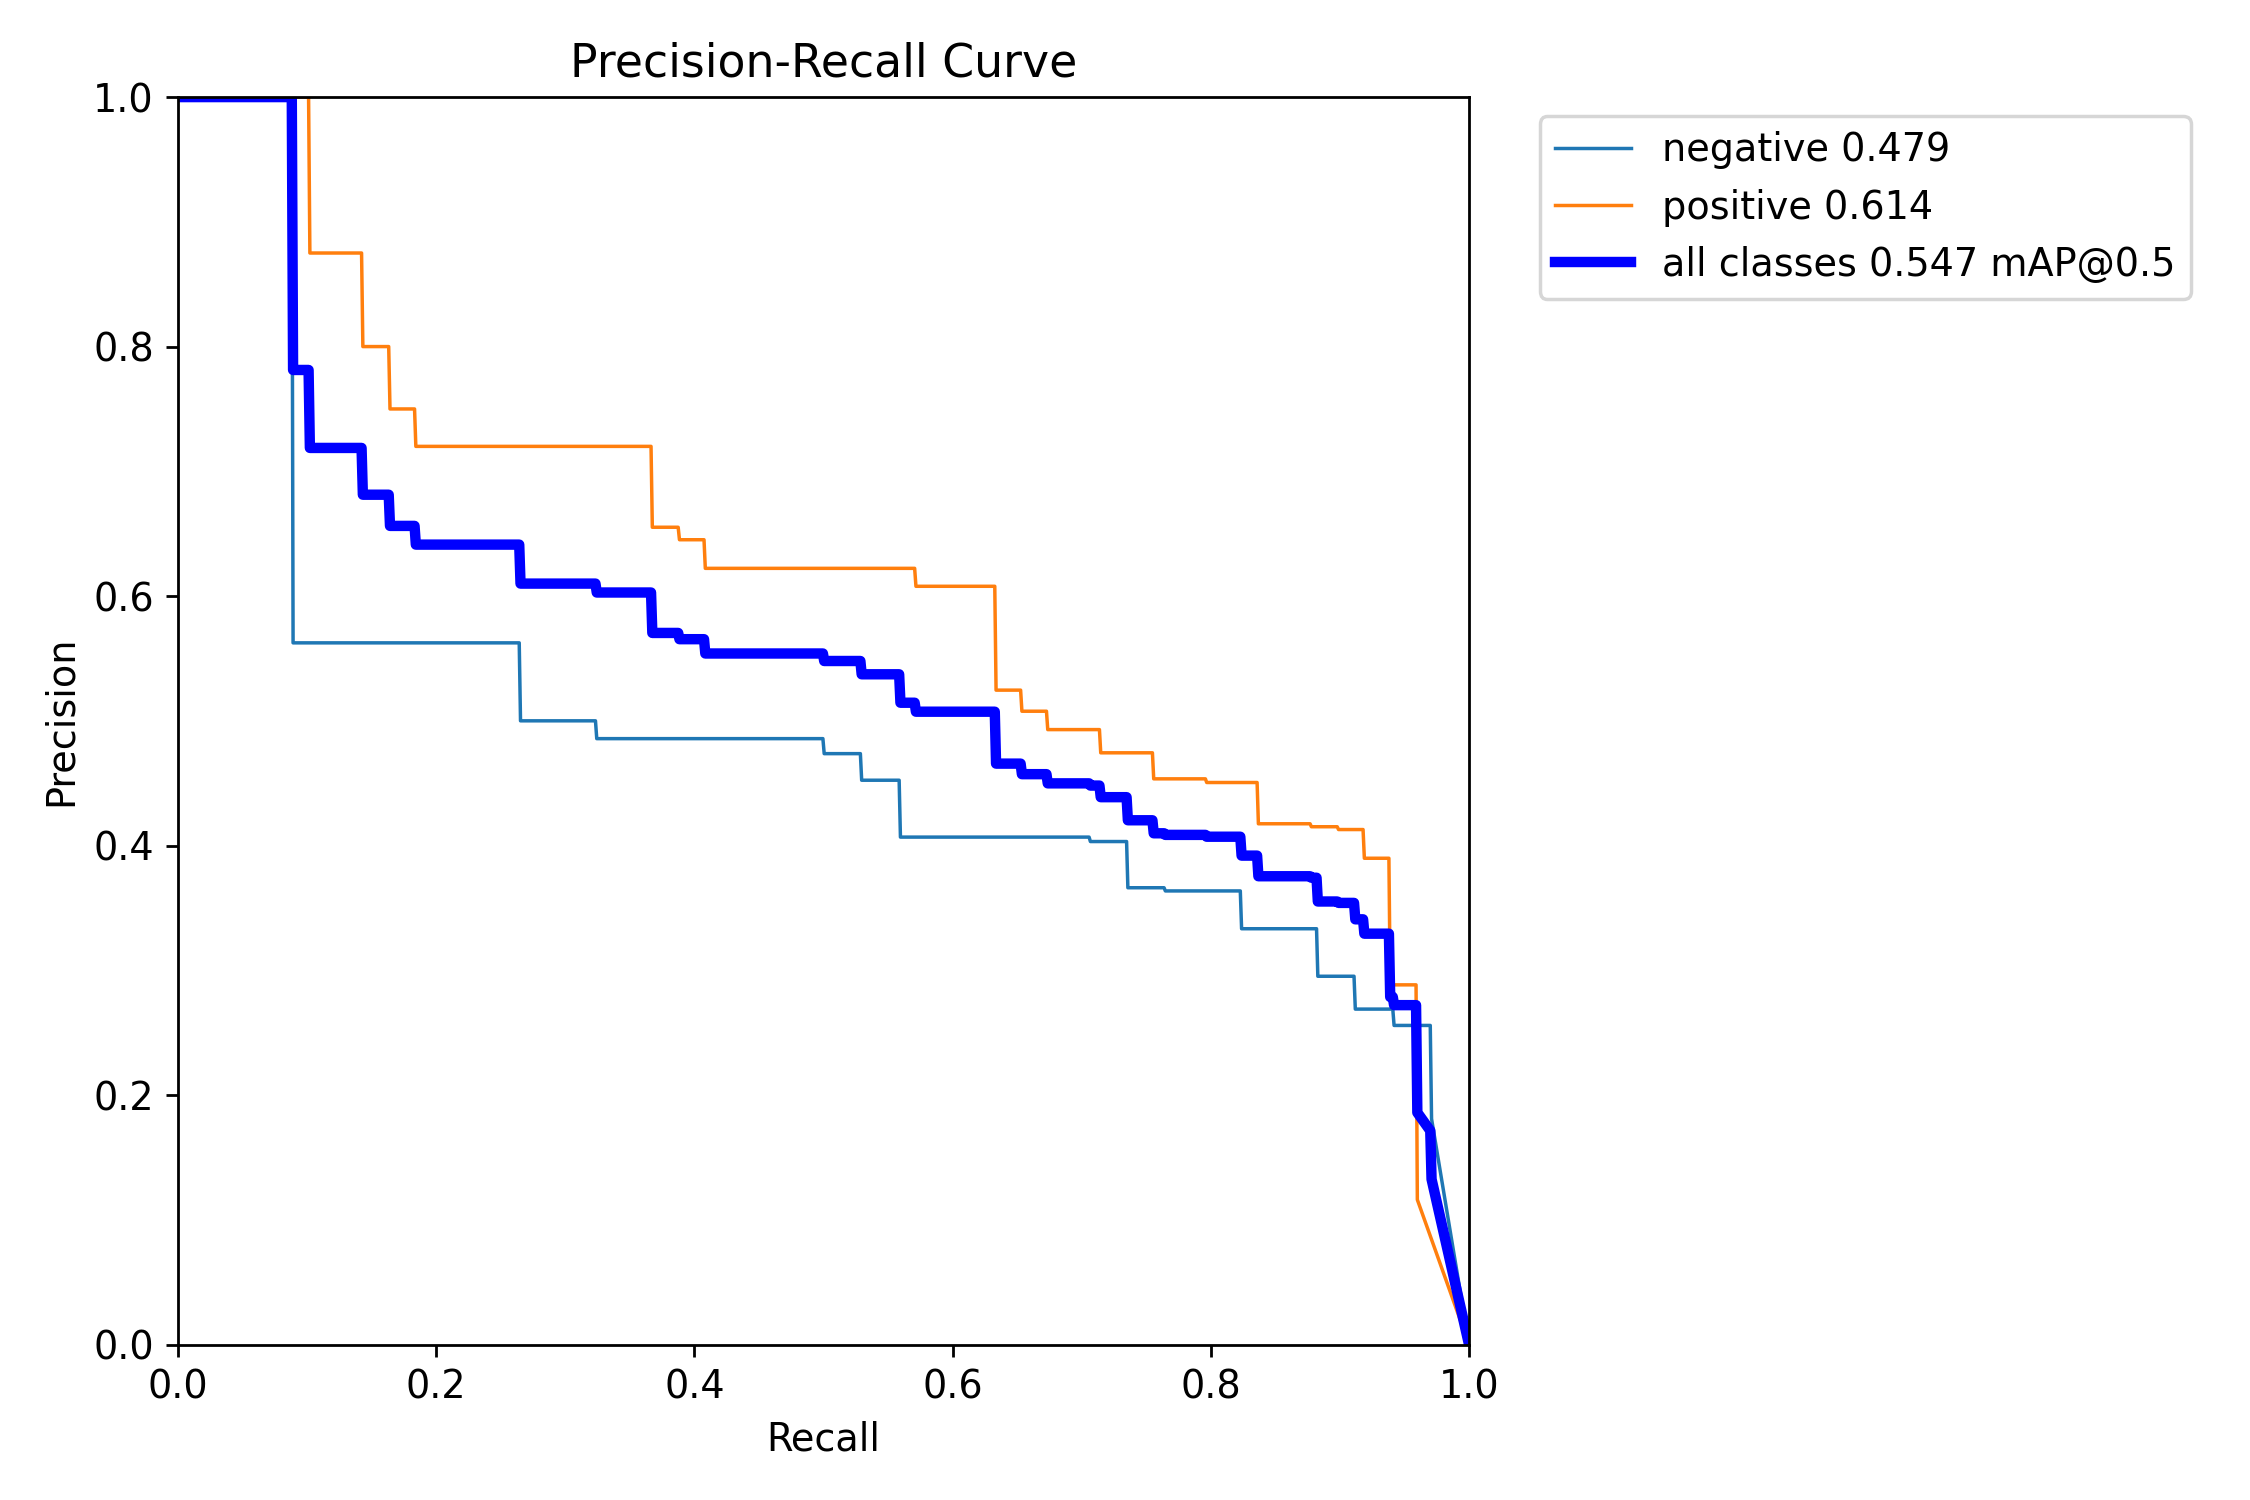 Precision-Recall Curve
1.0
0.8
0.6
0.4
0.2
0.0
Precision
0.0 0.2 0.4 0.6 0.8 1.0
Recall
negative 0.479
positive 0.614
all classes 0.547 mAP@0.5